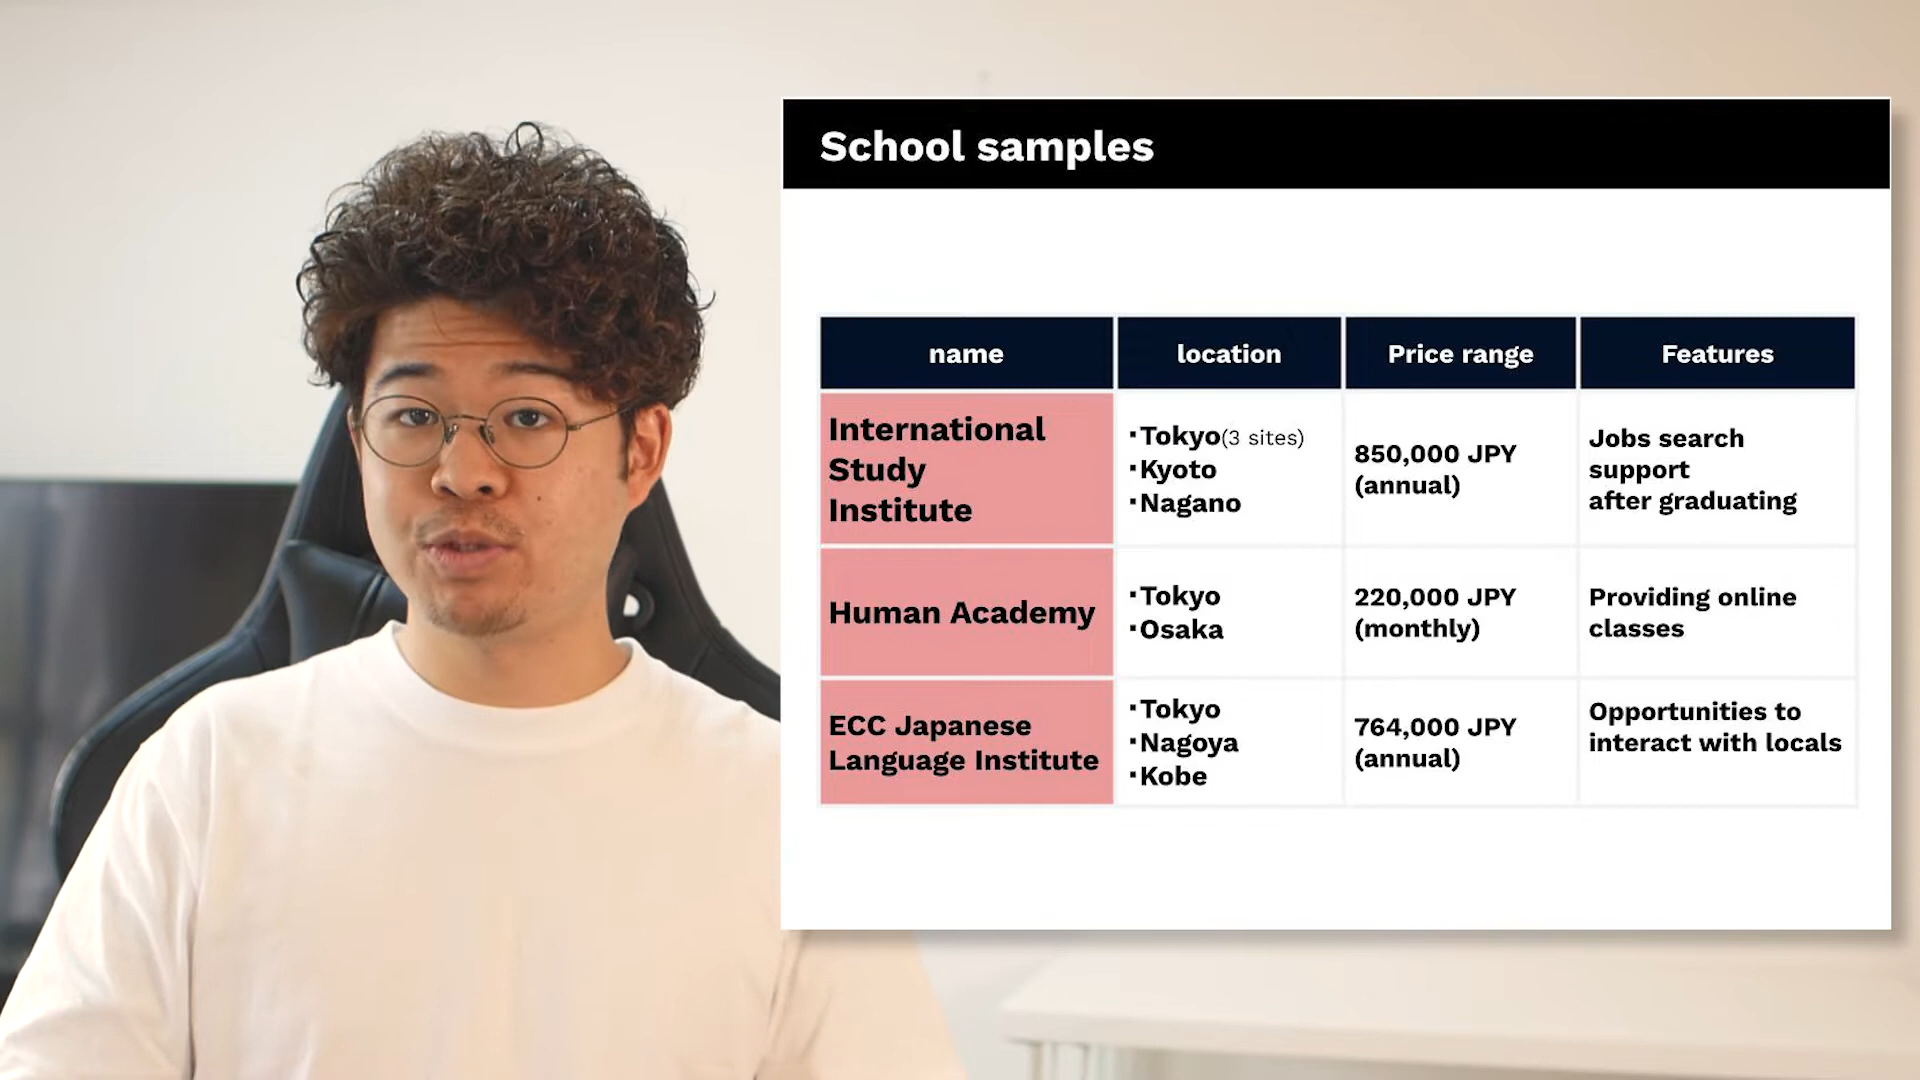 School samples
name
location
Price range
Features
International
Study
Institute
・Tokyo(3 sites)
・Kyoto
・Nagano
850,000 JPY
(annual)
Jobs search
support
after graduating
Human Academy
・Tokyo
・Osaka
220,000 JPY
(monthly)
Providing online
classes
ECC Japanese
Language Institute
・Tokyo
・Nagoya
・Kobe
764,000 JPY
(annual)
Opportunities to
interact with locals